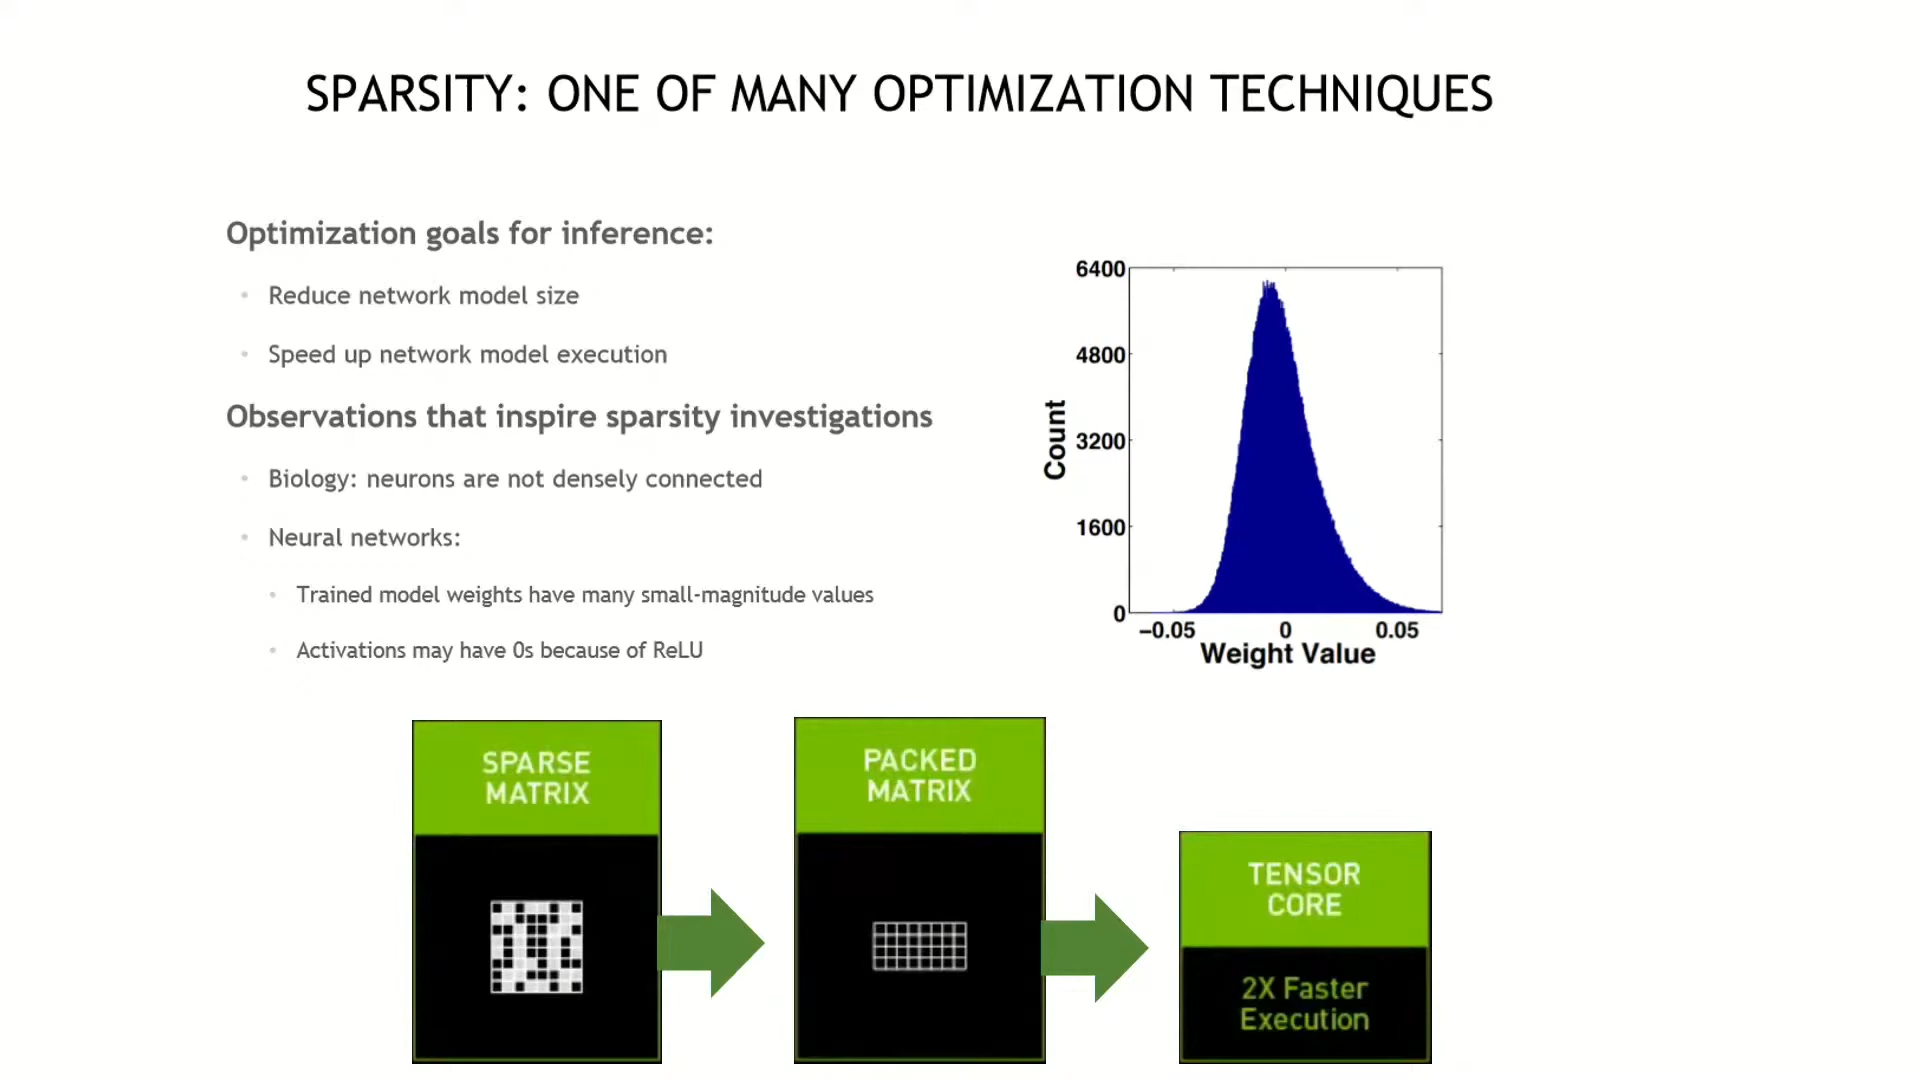 SPARSITY: ONE OF MANY OPTIMIZATION TECHNIQUES
Optimization goals for inference:
• Reduce network model size
• Speed up network model execution
Observations that inspire sparsity investigations
• Biology: neurons are not densely connected
• Neural networks:
• Trained model weights have many small-magnitude values
• Activations may have 0s because of ReLU
6400
4800
3200
1600
0
Count
−0.05 0 0.05
Weight Value
SPARSE
MATRIX
PACKED
MATRIX
TENSOR
CORE
2X Faster
Execution